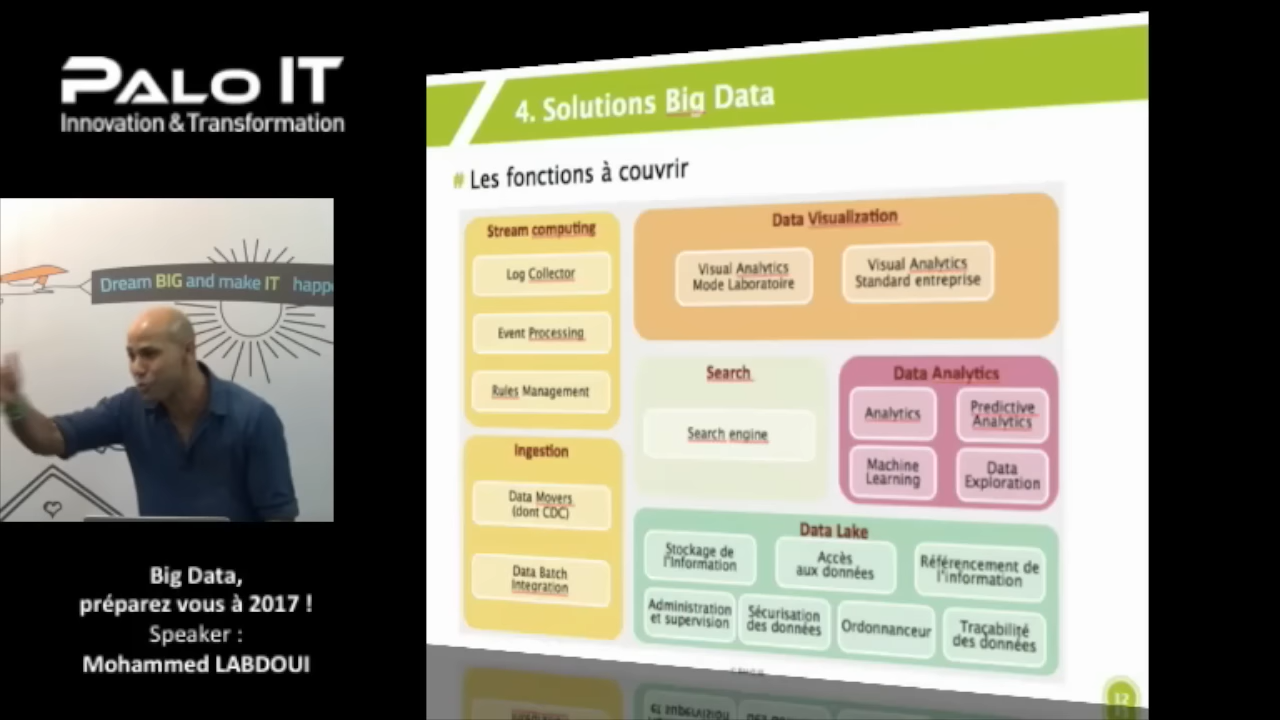 PALO IT
Innovation & Transformation
Dream BIG and make IT happ
Big Data,
préparez vous à 2017 !
Speaker :
Mohammed LABDOUI
4. Solutions Big Data
# Les fonctions à couvrir
Stream computing
Log Collector
Event Processing
Rules Management
Ingestion
Data Movers
(dont CDC)
Data Batch
Integration
Data Visualization
Visual Analytics
Mode Laboratoire
Visual Analytics
Standard entreprise
Search
Search engine
Data Analytics
Analytics
Predictive
Analytics
Machine
Learning
Data
Exploration
Data Lake
Stockage de
l'Information
Accès
aux données
Référencement de
l'information
Administration
et supervision
Sécurisation
des données
Ordonnanceur
Traçabilité
des données
12